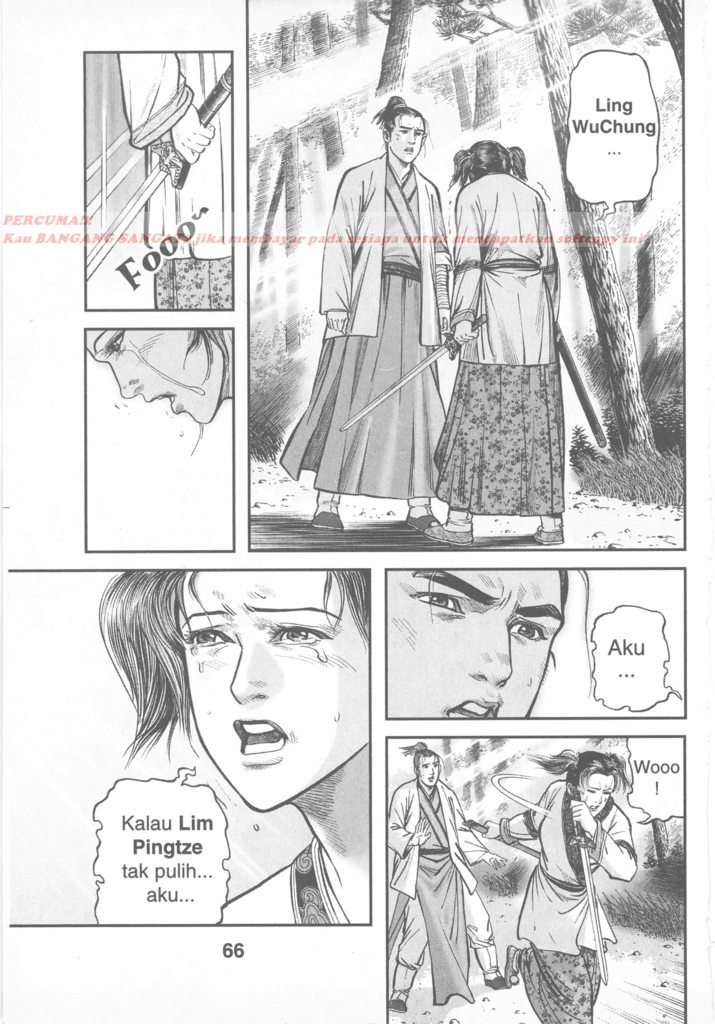 Ling
WuChung
...
PERCUMA!!
Kau BANGANG SANGAT jika membayar pada sesiapa untuk mendapatkan softcopy ini
Fooo~
Aku
...
Kalau Lim
Pingtze
tak pulih...
aku...
Wooo
!
66